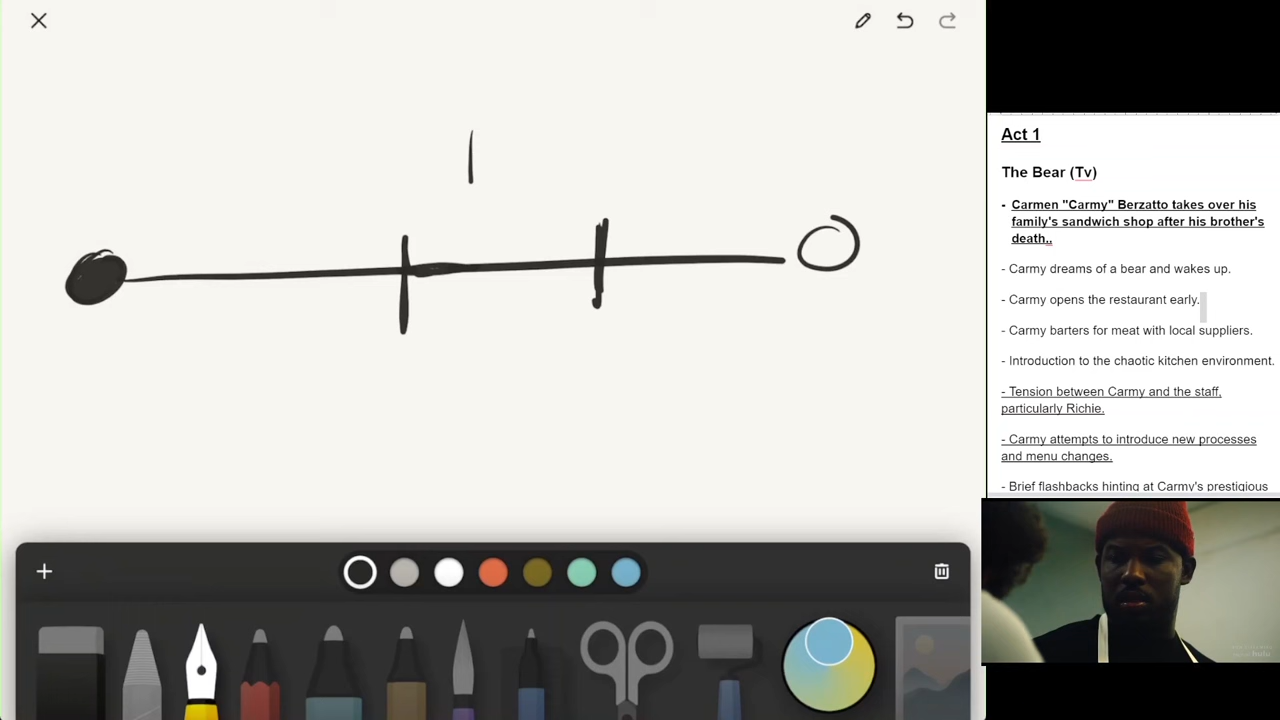 Act 1
The Bear (Tv)
- Carmen "Carmy" Berzatto takes over his
family's sandwich shop after his brother's
death..
- Carmy dreams of a bear and wakes up.
- Carmy opens the restaurant early.
- Carmy barters for meat with local suppliers.
- Introduction to the chaotic kitchen environment.
- Tension between Carmy and the staff,
particularly Richie.
- Carmy attempts to introduce new processes
and menu changes.
- Brief flashbacks hinting at Carmy's prestigious
hulu